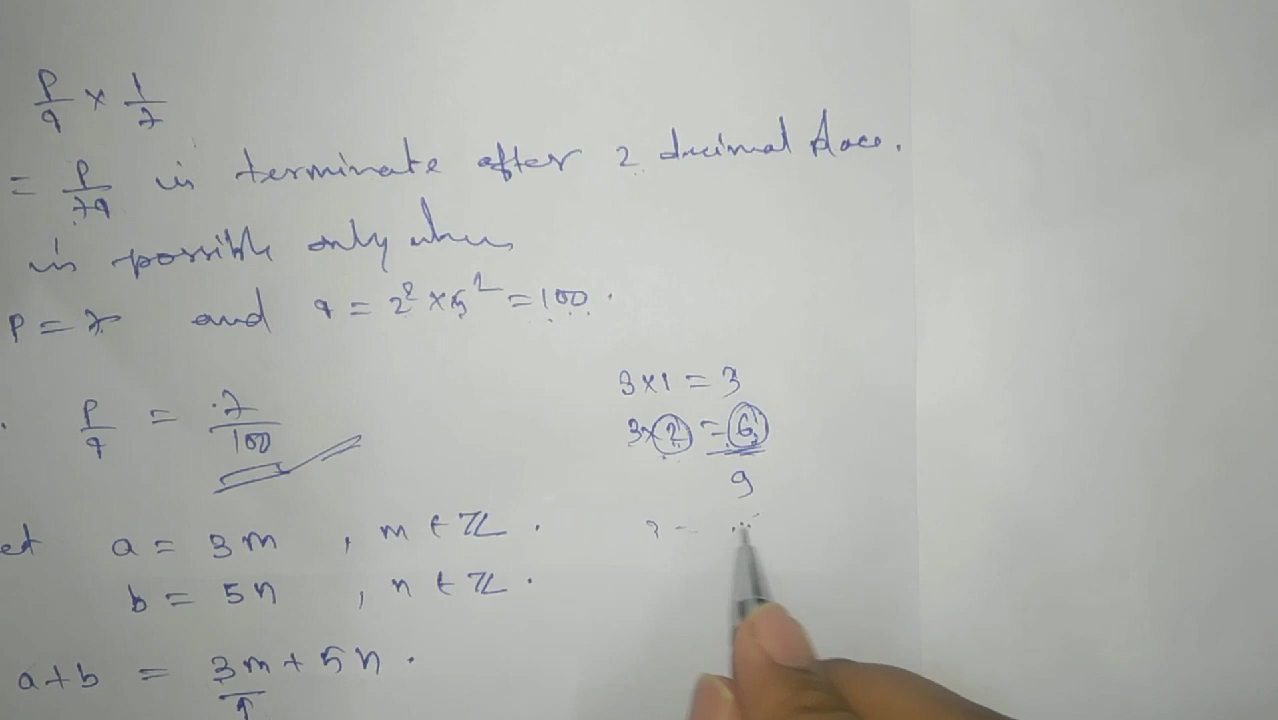 p/q × 1/7
= p/7q is terminate after 2 decimal place.
is possible only when
p = 7 and q = 2² × 5² = 100.
p/q = 7/100
3×1 = 3
3×2 = 6
9
et a = 3m , m ∈ ℤ.
b = 5n , n ∈ ℤ.
a+b = 3m + 5n.